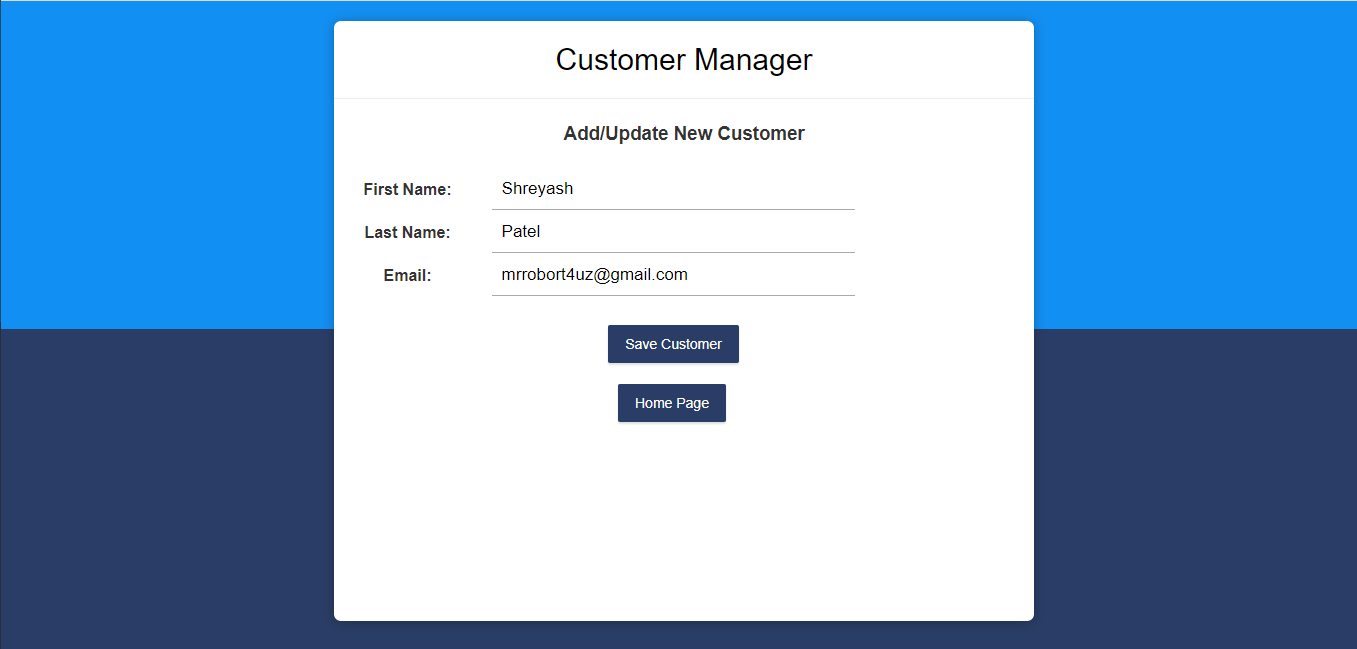 Customer Manager
Add/Update New Customer
First Name: Shreyash
Last Name: Patel
Email: mrrobort4uz@gmail.com
Save Customer
Home Page